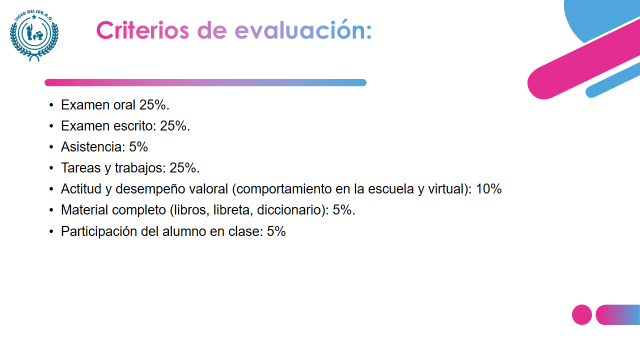 Criterios de evaluación:
• Examen oral 25%.
• Examen escrito: 25%.
• Asistencia: 5%
• Tareas y trabajos: 25%.
• Actitud y desempeño valoral (comportamiento en la escuela y virtual): 10%
• Material completo (libros, libreta, diccionario): 5%.
• Participación del alumno en clase: 5%